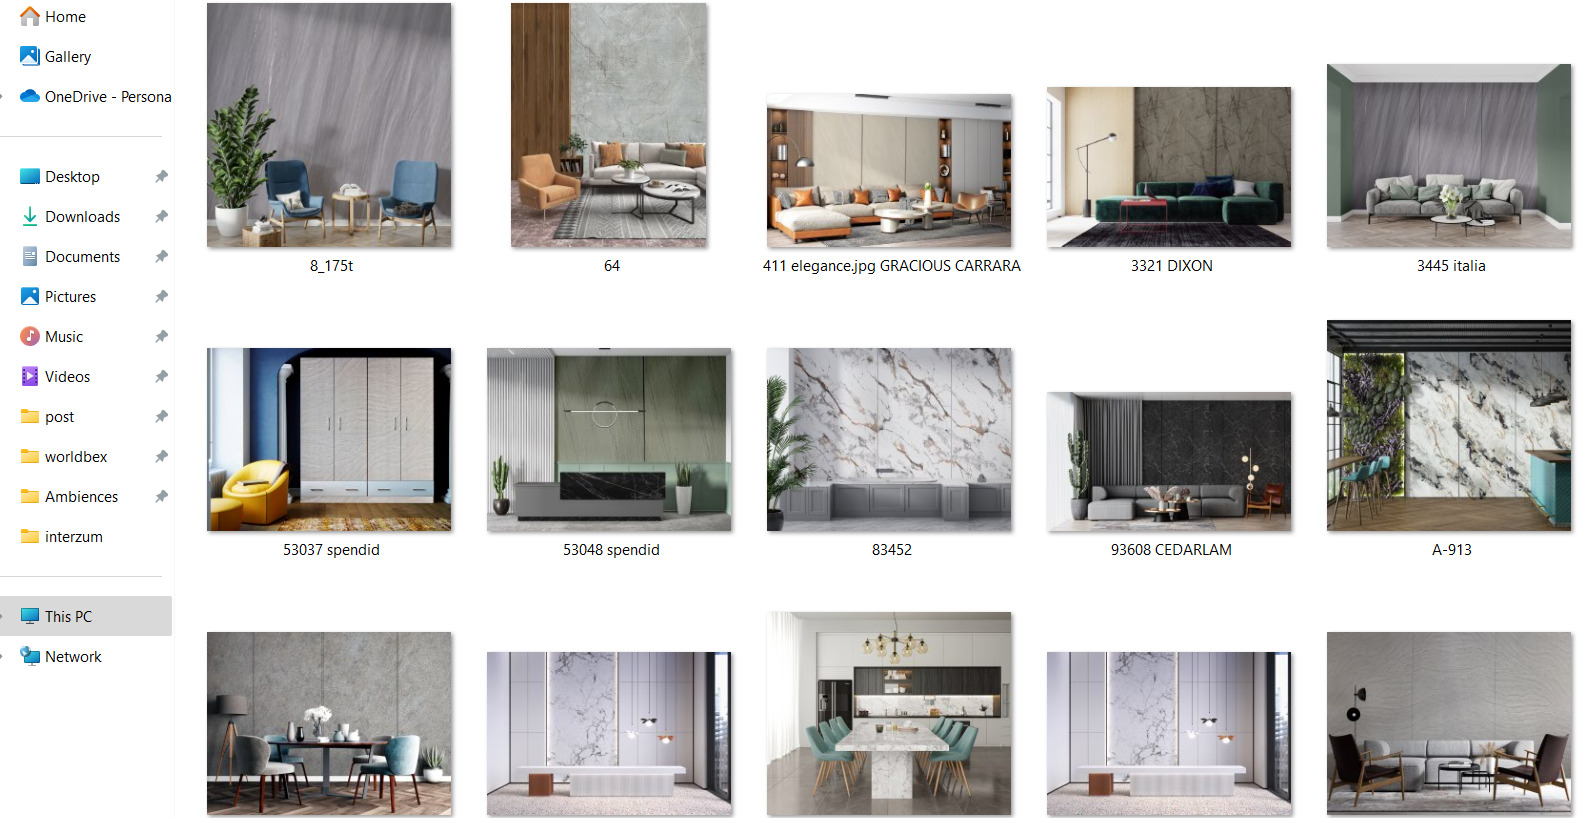 Home
Gallery
OneDrive - Persona
Desktop
Downloads
Documents
Pictures
Music
Videos
post
worldbex
Ambiences
interzum
This PC
Network
8_175t
64
411 elegance.jpg GRACIOUS CARRARA
3321 DIXON
3445 italia
53037 spendid
53048 spendid
83452
93608 CEDARLAM
A-913